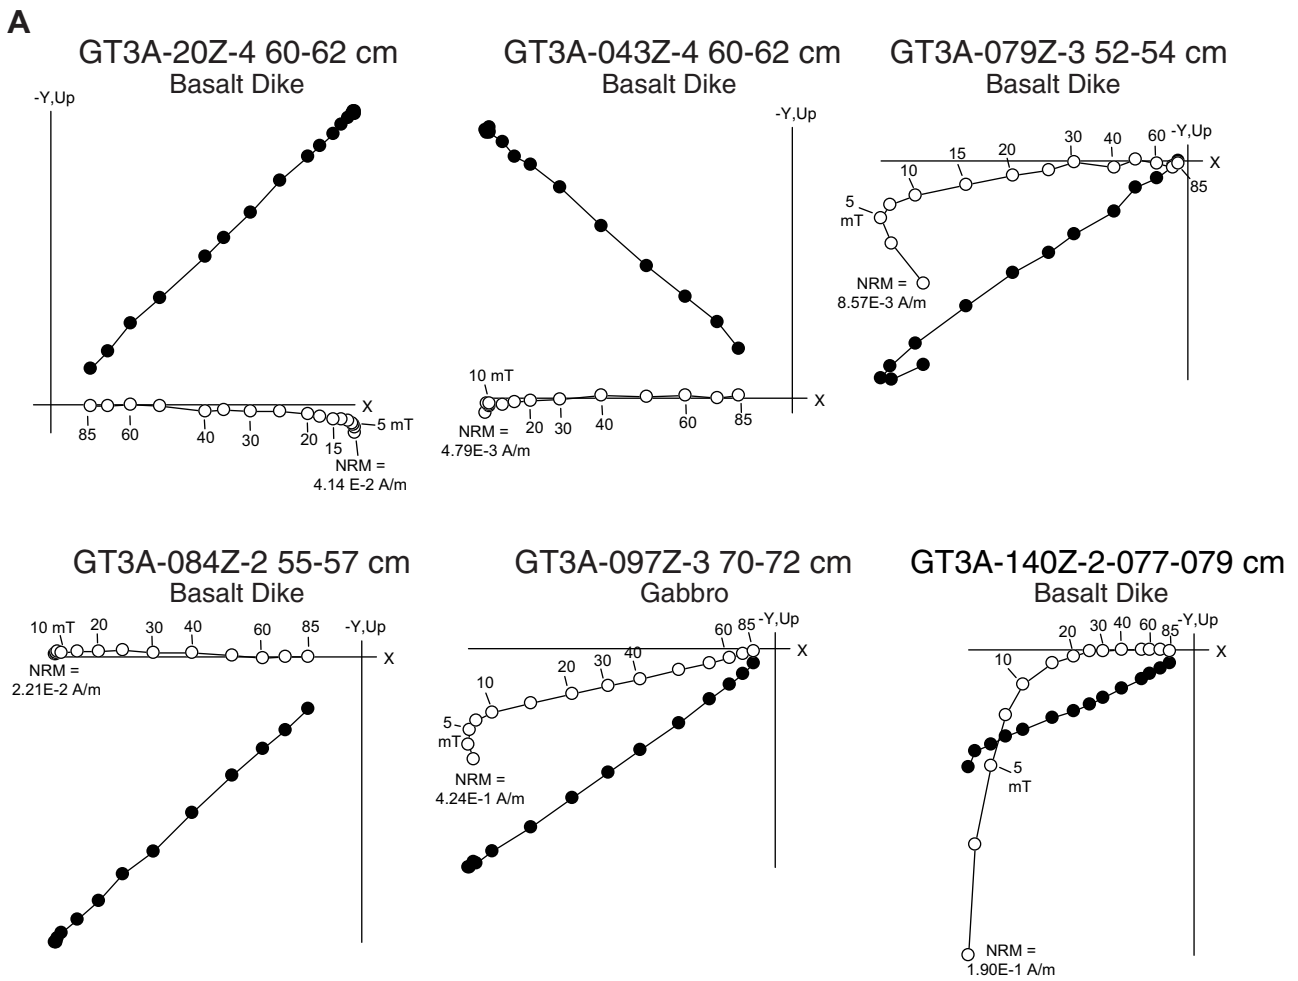 A
GT3A-20Z-4 60-62 cm
Basalt Dike
-Y,Up
X
85
60
40
30
20
15
5 mT
NRM =
4.14 E-2 A/m
GT3A-043Z-4 60-62 cm
Basalt Dike
-Y,Up
10 mT
X
NRM =
4.79E-3 A/m
20
30
40
60
85
GT3A-079Z-3 52-54 cm
Basalt Dike
-Y,Up
X
5
mT
10
15
20
30
40
60
85
NRM =
8.57E-3 A/m
GT3A-084Z-2 55-57 cm
Basalt Dike
-Y,Up
10 mT
20
30
40
60
85
X
NRM =
2.21E-2 A/m
GT3A-097Z-3 70-72 cm
Gabbro
-Y,Up
X
5
mT
10
20
30
40
60
85
NRM =
4.24E-1 A/m
GT3A-140Z-2-077-079 cm
Basalt Dike
-Y,Up
X
10
20
30
40
60
85
5
mT
NRM =
1.90E-1 A/m